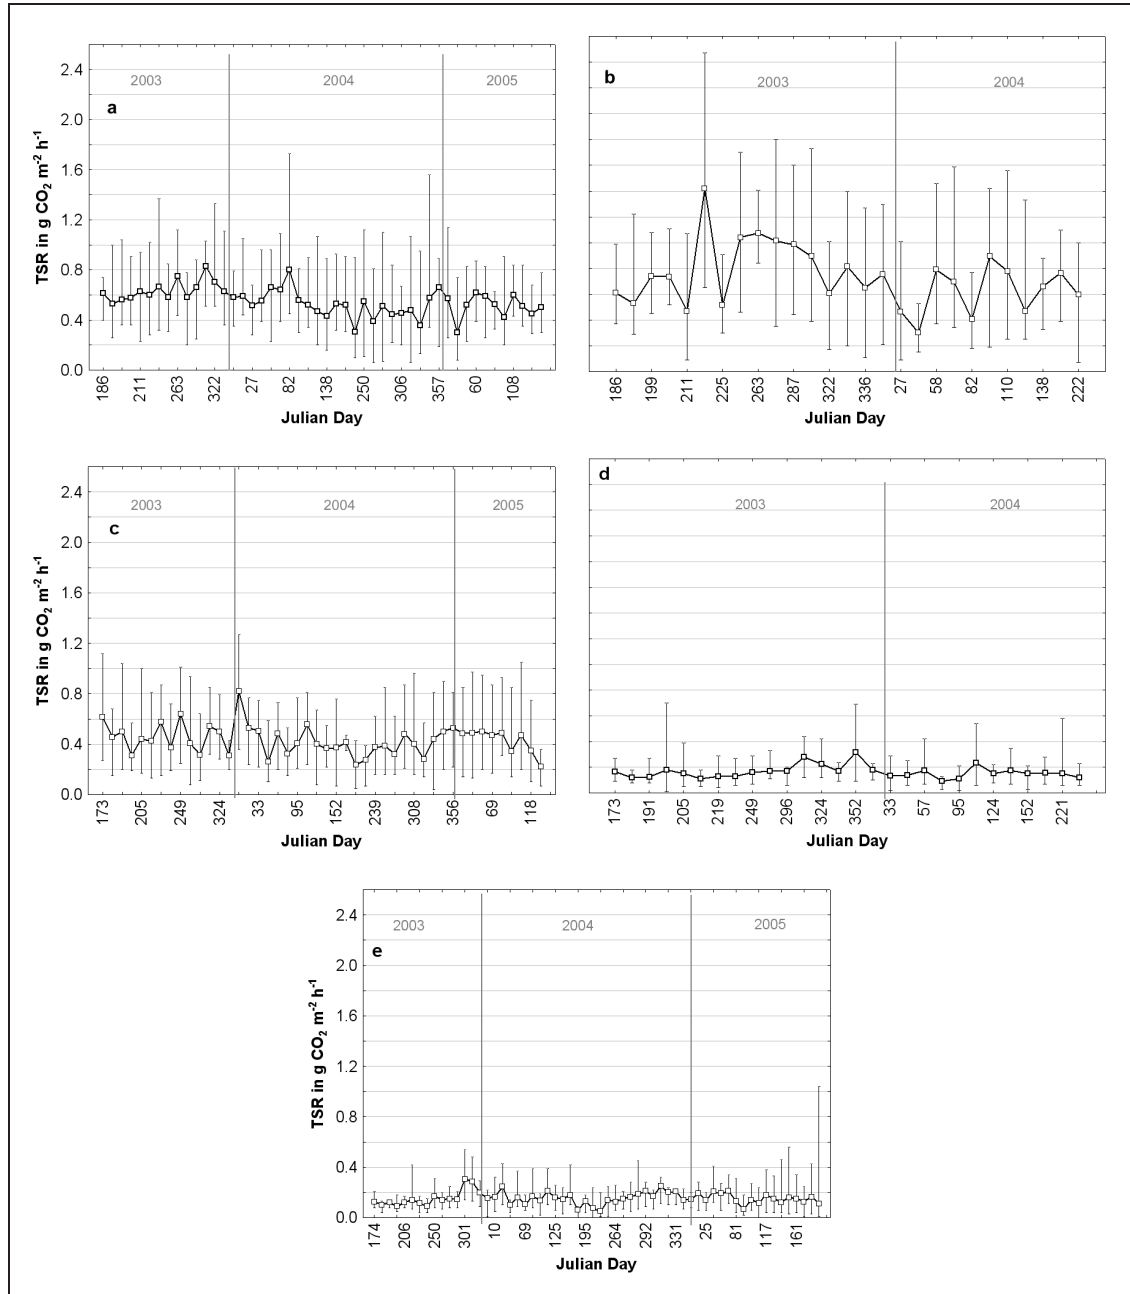 2.4
2.0
1.6
1.2
0.8
0.4
0.0
TSR in g CO2 m-2 h-1
2003 2004 2005
a
186 211 263 322 27 82 138 250 306 357 60 108
Julian Day
b
2003 2004
186 199 211 225 263 287 322 336 27 58 82 110 138 222
Julian Day
2.4
2.0
1.6
1.2
0.8
0.4
0.0
TSR in g CO2 m-2 h-1
2003 2004 2005
c
173 205 249 324 33 95 152 239 308 356 69 118
Julian Day
d
2003 2004
173 191 205 219 249 296 324 352 33 57 95 124 152 221
Julian Day
2.4
2.0
1.6
1.2
0.8
0.4
0.0
TSR in g CO2 m-2 h-1
2003 2004 2005
e
174 206 250 301 10 69 125 195 264 292 331 25 81 117 161
Julian Day